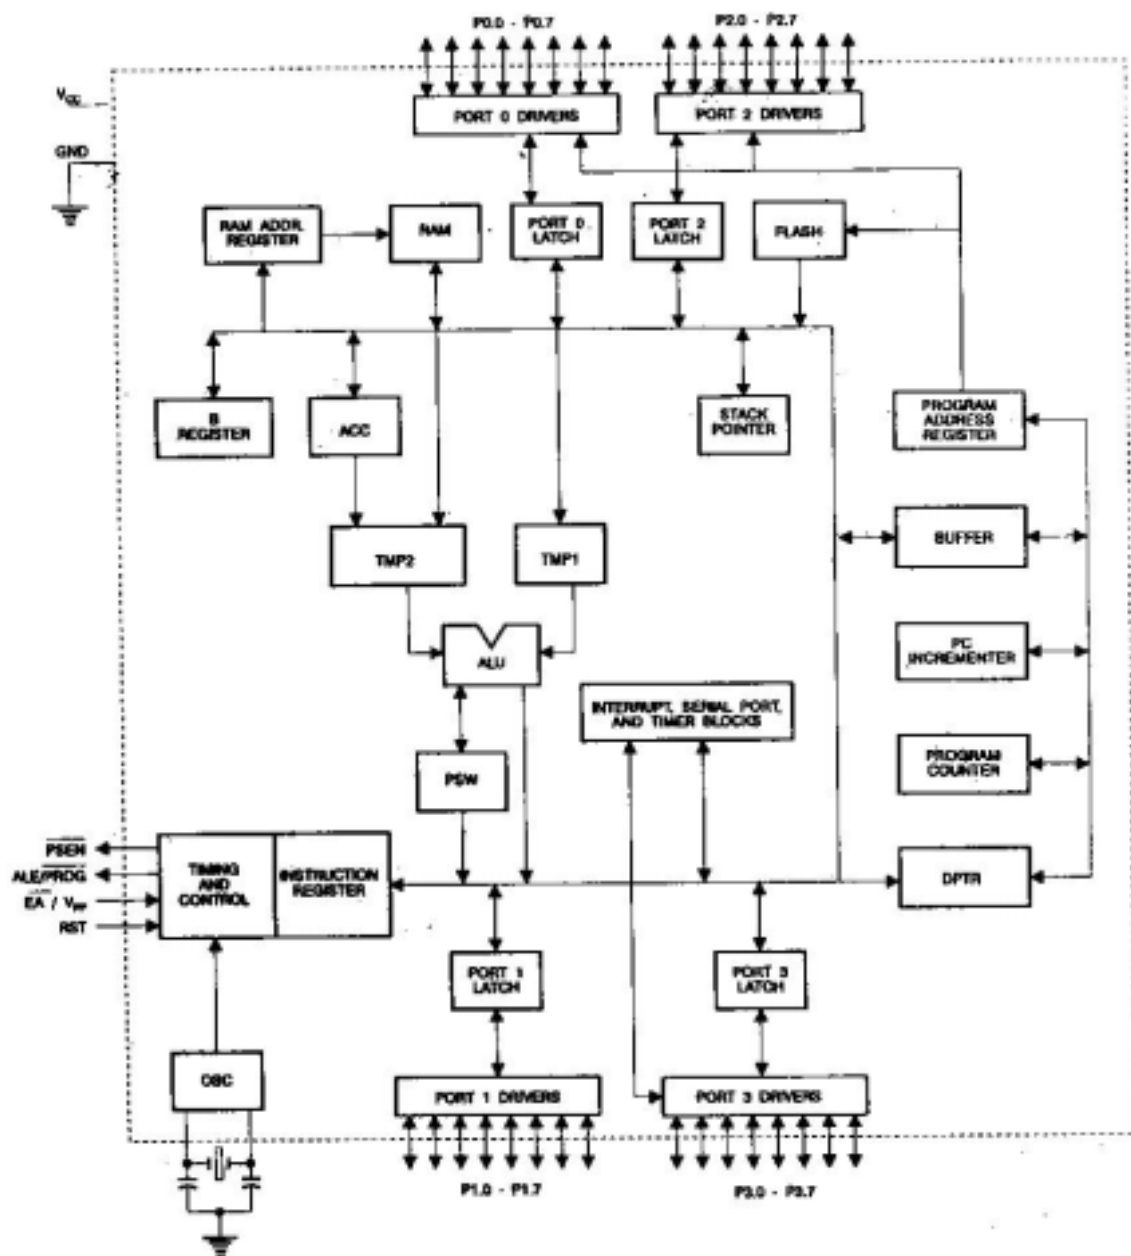 P0.0 - P0.7
P2.0 - P2.7
VCC
PORT 0 DRIVERS
PORT 2 DRIVERS
GND
RAM ADDR.
REGISTER
RAM
PORT 0
LATCH
PORT 2
LATCH
FLASH
B
REGISTER
ACC
STACK
POINTER
PROGRAM
ADDRESS
REGISTER
TMP2
TMP1
BUFFER
ALU
PC
INCREMENTER
INTERRUPT, SERIAL PORT,
AND TIMER BLOCKS
PSW
PROGRAM
COUNTER
PSEN
ALE/PROG
EA / VPP
RST
TIMING
AND
CONTROL
INSTRUCTION
REGISTER
DPTR
PORT 1
LATCH
PORT 3
LATCH
OSC
PORT 1 DRIVERS
PORT 3 DRIVERS
P1.0 - P1.7
P3.0 - P3.7